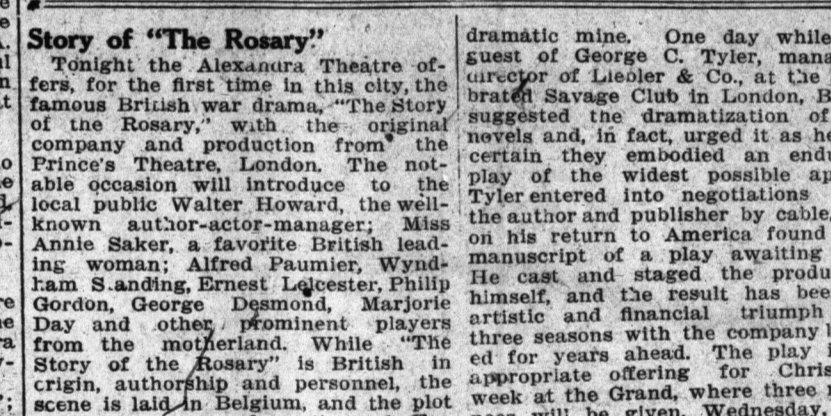 Story of "The Rosary."
Tonight the Alexandra Theatre of-
fers, for the first time in this city, the
famous British war drama, "The Story
of the Rosary," with the original
company and production from the
Prince's Theatre, London. The not-
able occasion will introduce to the
local public Walter Howard, the well-
known author-actor-manager; Miss
Annie Saker, a favorite British lead-
ing woman; Alfred Paumier, Wynd-
ham Standing, Ernest Leicester, Philip
Gordon, George Desmond, Marjorie
Day and other prominent players
from the motherland. While "The
Story of the Rosary" is British in
origin, authorship and personnel, the
scene is laid in Belgium, and the plot
dramatic mine. One day while
guest of George C. Tyler, mana
director of Liebler & Co., at the
brated Savage Club in London, B
suggested the dramatization of
novels and, in fact, urged it as he
certain they embodied an endu
play of the widest possible ap
Tyler entered into negotiations
the author and publisher by cable,
on his return to America found
manuscript of a play awaiting
He cast and staged the produ
himself, and the result has bee
artistic and financial triumph
three seasons with the company
ed for years ahead. The play i
appropriate offering for Chris
week at the Grand, where three
will be given, Wednesday